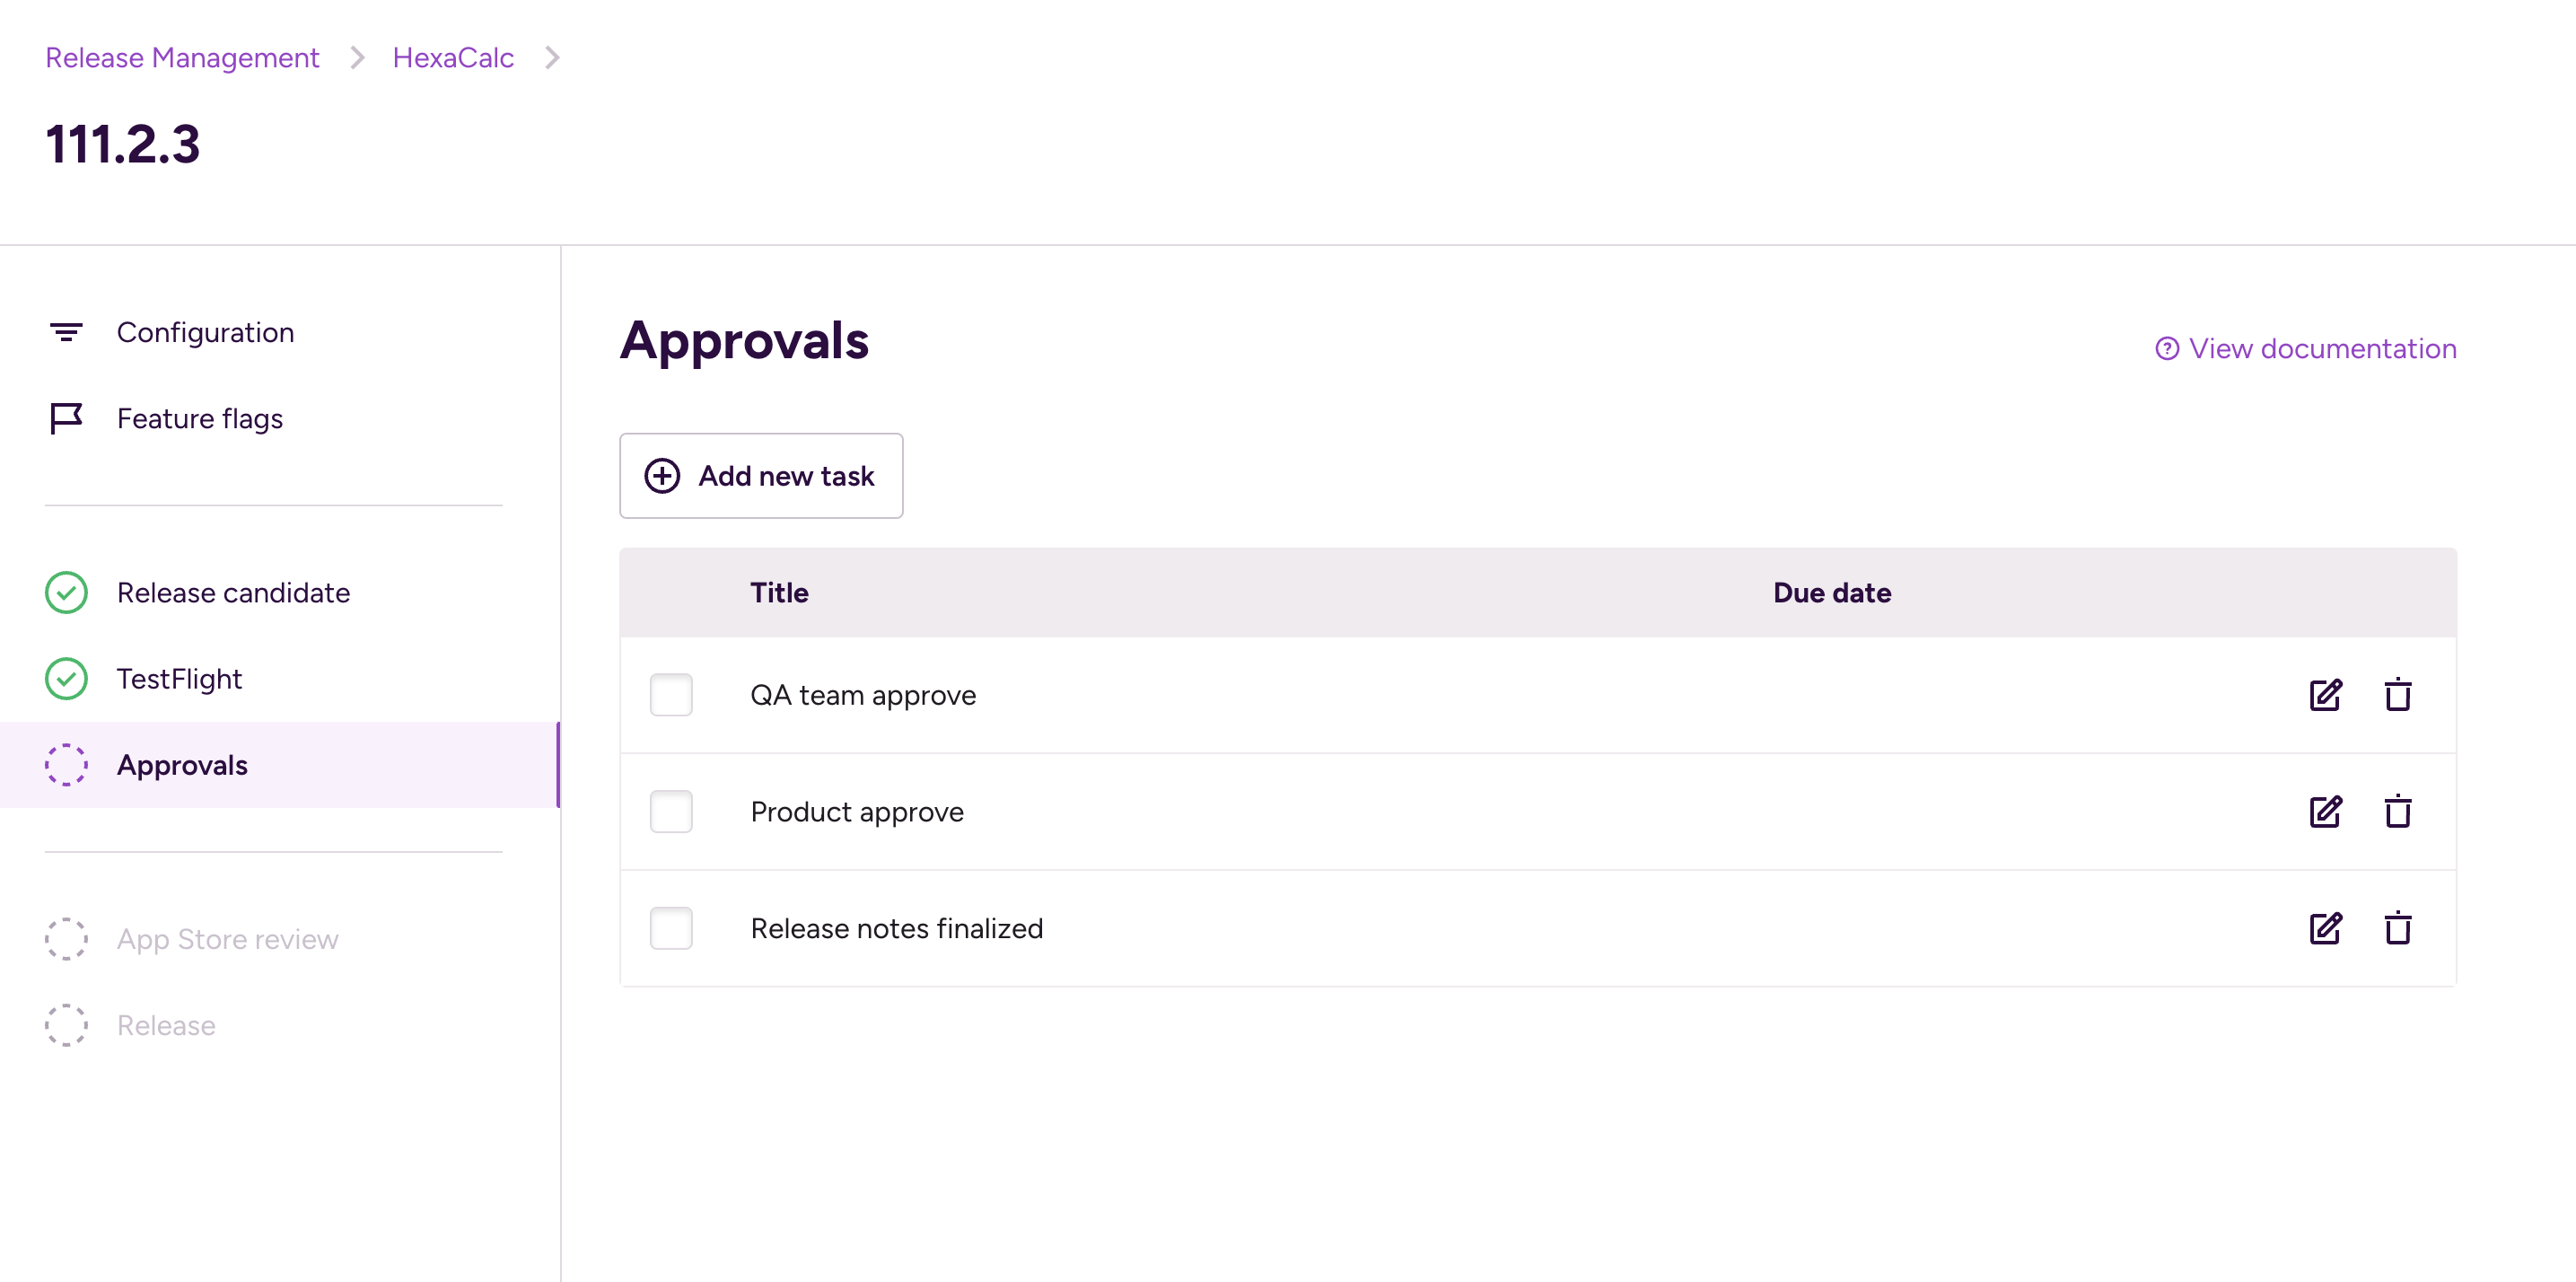 Release Management HexaCalc
111.2.3
Configuration
Feature flags
Release candidate
TestFlight
Approvals
App Store review
Release
Approvals
View documentation
Add new task
Title Due date
QA team approve
Product approve
Release notes finalized